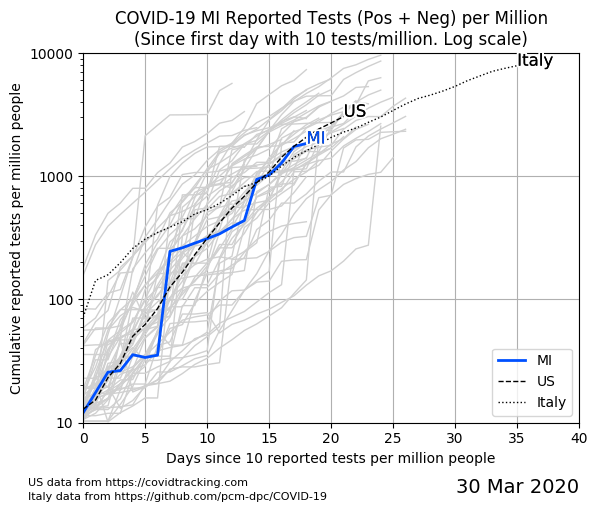 COVID-19 MI Reported Tests (Pos + Neg) per Million
(Since first day with 10 tests/million. Log scale)
Cumulative reported tests per million people
10000
1000
100
10
Italy
US
MI
MI
US
Italy
0 5 10 15 20 25 30 35 40
Days since 10 reported tests per million people
US data from https://covidtracking.com
Italy data from https://github.com/pcm-dpc/COVID-19
30 Mar 2020